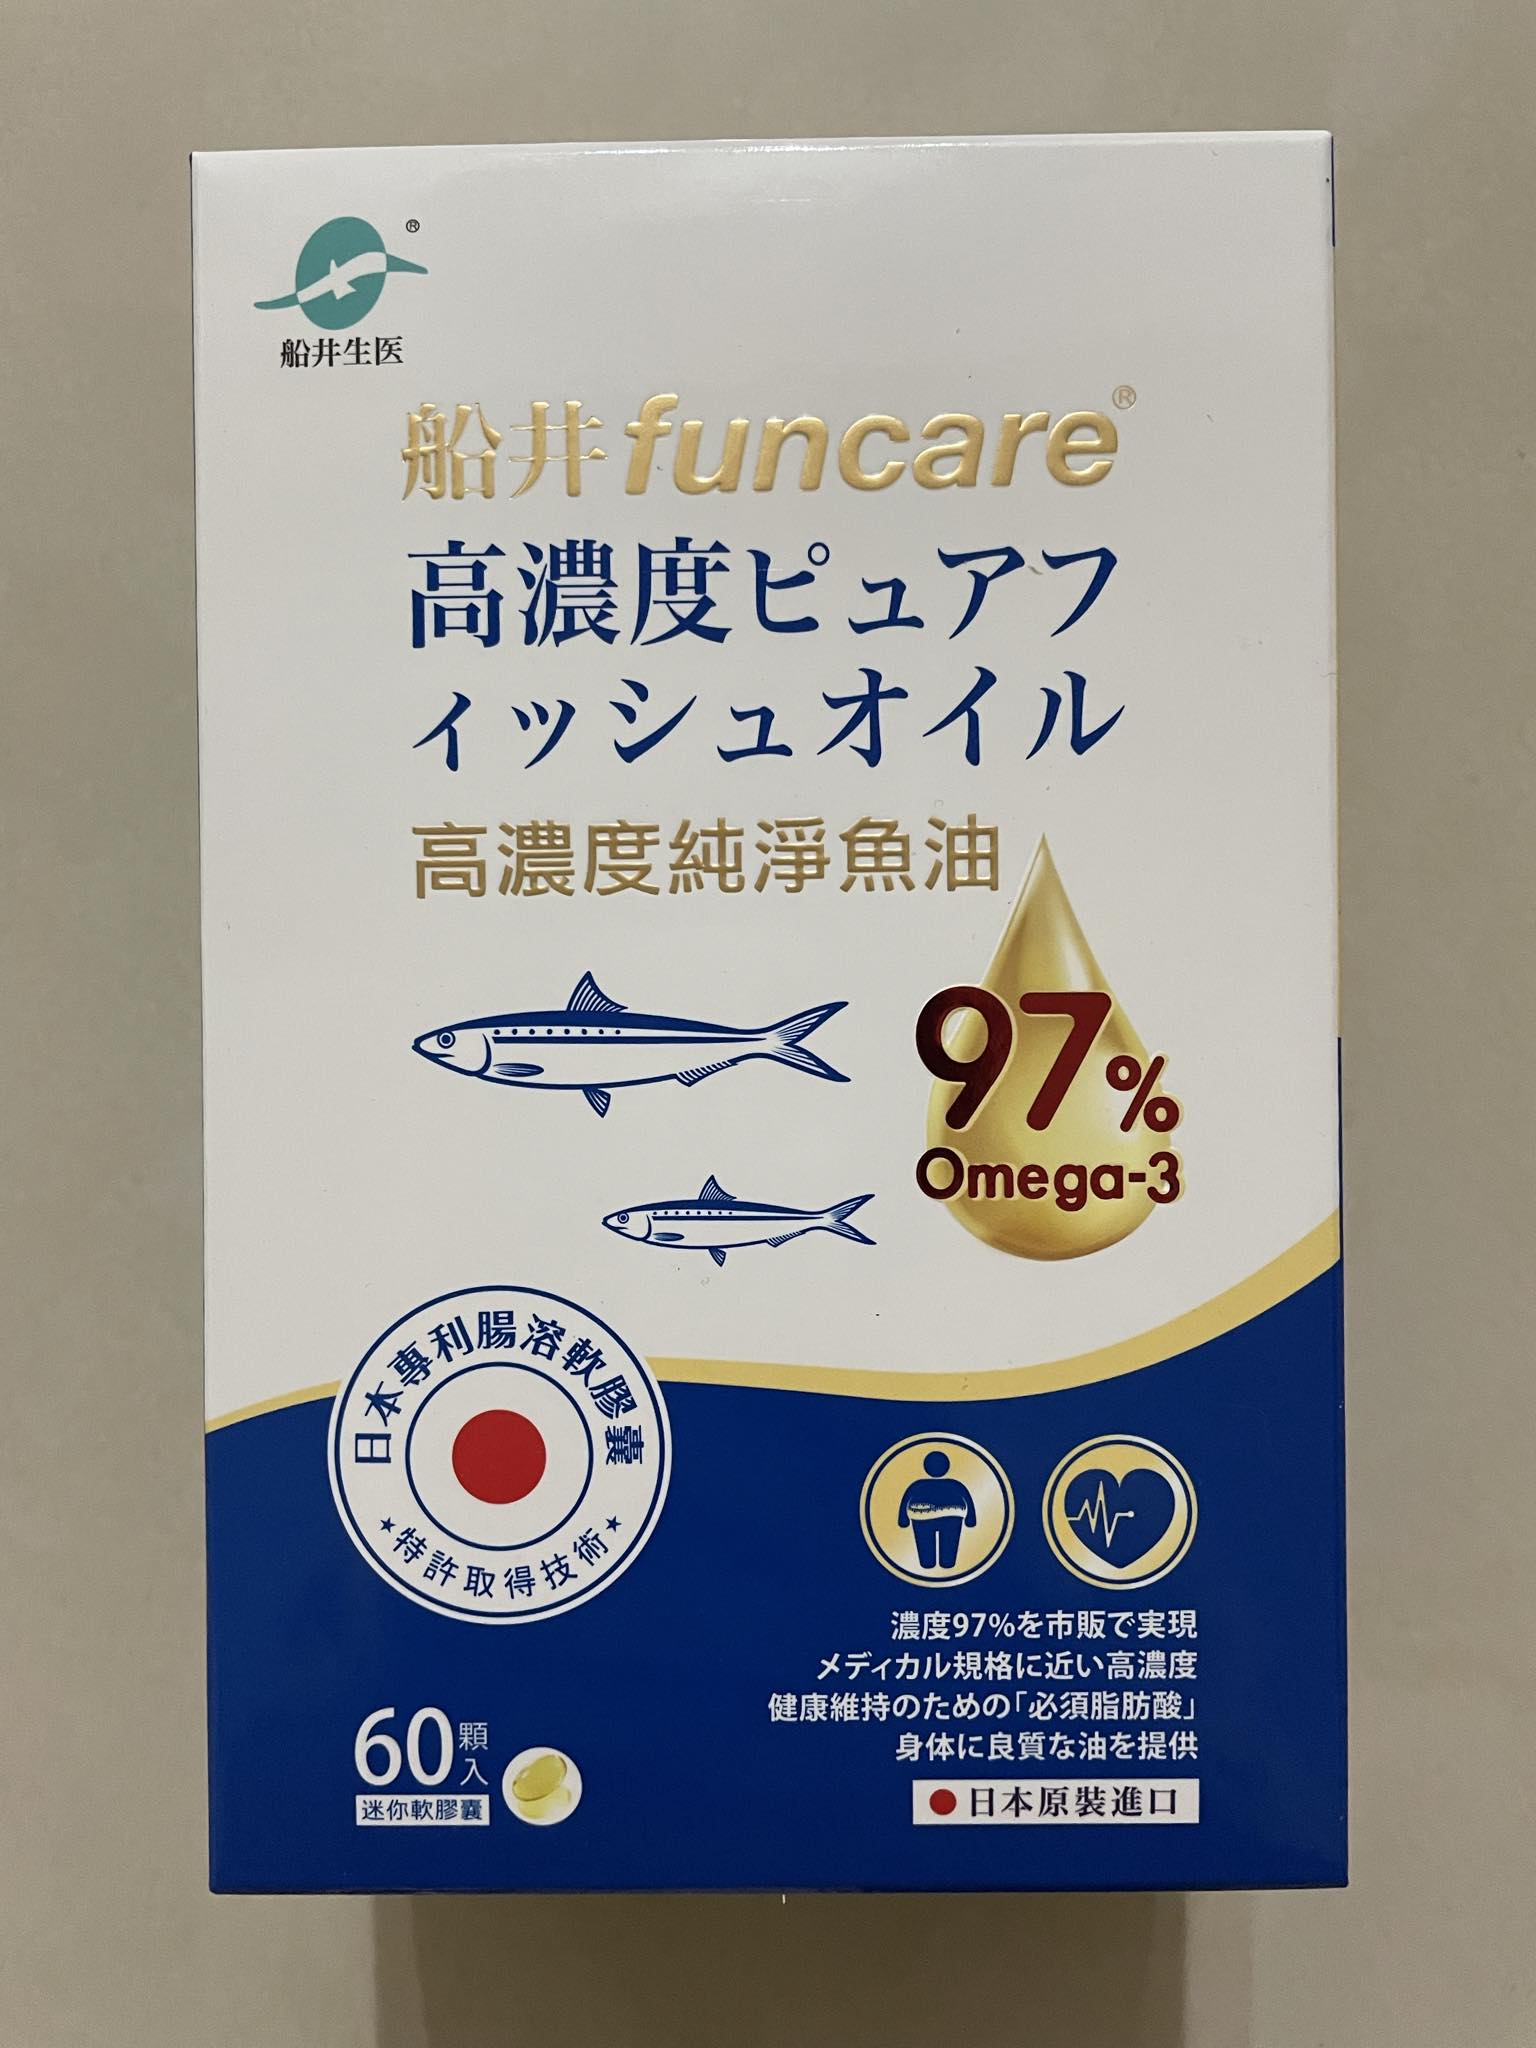 ®
船井生医
船井funcare®
高濃度ピュアフ
ィッシュオイル
高濃度純淨魚油
97%
Omega-3
日本專利腸溶軟膠囊
★特許取得技術★
濃度97%を市販で実現
メディカル規格に近い高濃度
健康維持のための「必須脂肪酸」
身体に良質な油を提供
60顆入
迷你軟膠囊
日本原裝進口